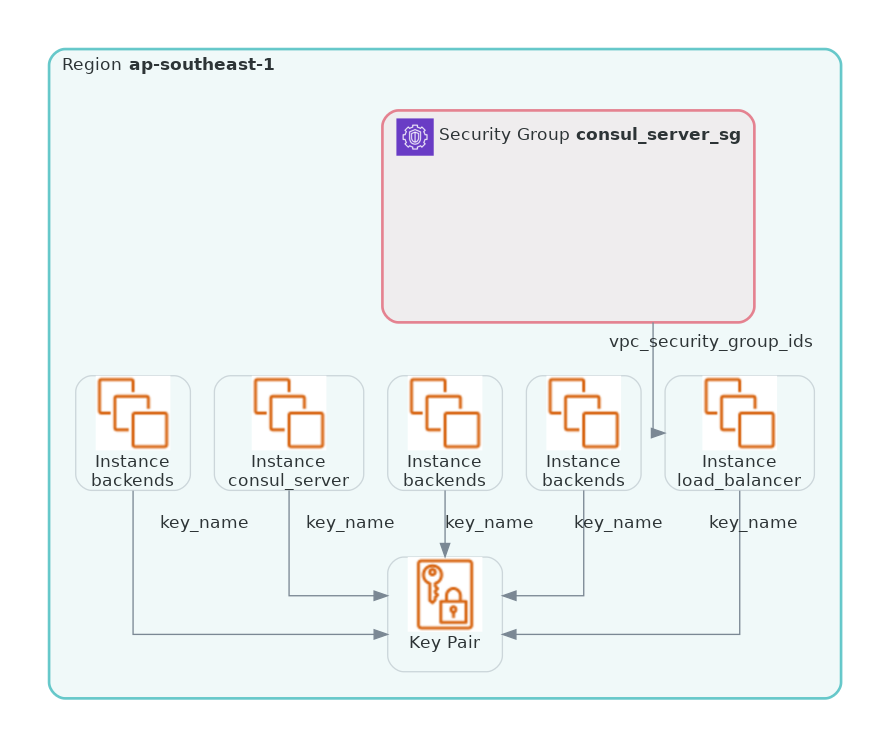 Region ap-southeast-1
Security Group consul_server_sg
vpc_security_group_ids
Instance
backends
Instance
consul_server
Instance
backends
Instance
backends
Instance
load_balancer
key_name
key_name
key_name
key_name
key_name
Key Pair